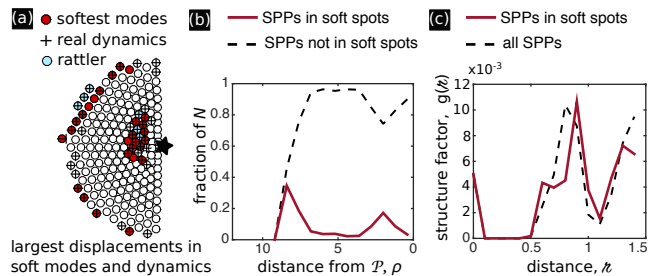 (a)
softest modes
real dynamics
rattler
largest displacements in
soft modes and dynamics
(b)
SPPs in soft spots
SPPs not in soft spots
fraction of N
1
0.8
0.6
0.4
0.2
0
10
5
0
distance from P, ρ
(c)
SPPs in soft spots
all SPPs
×10⁻³
structure factor, g(r)
12
10
8
6
4
2
0
0
0.5
1
1.5
distance, r